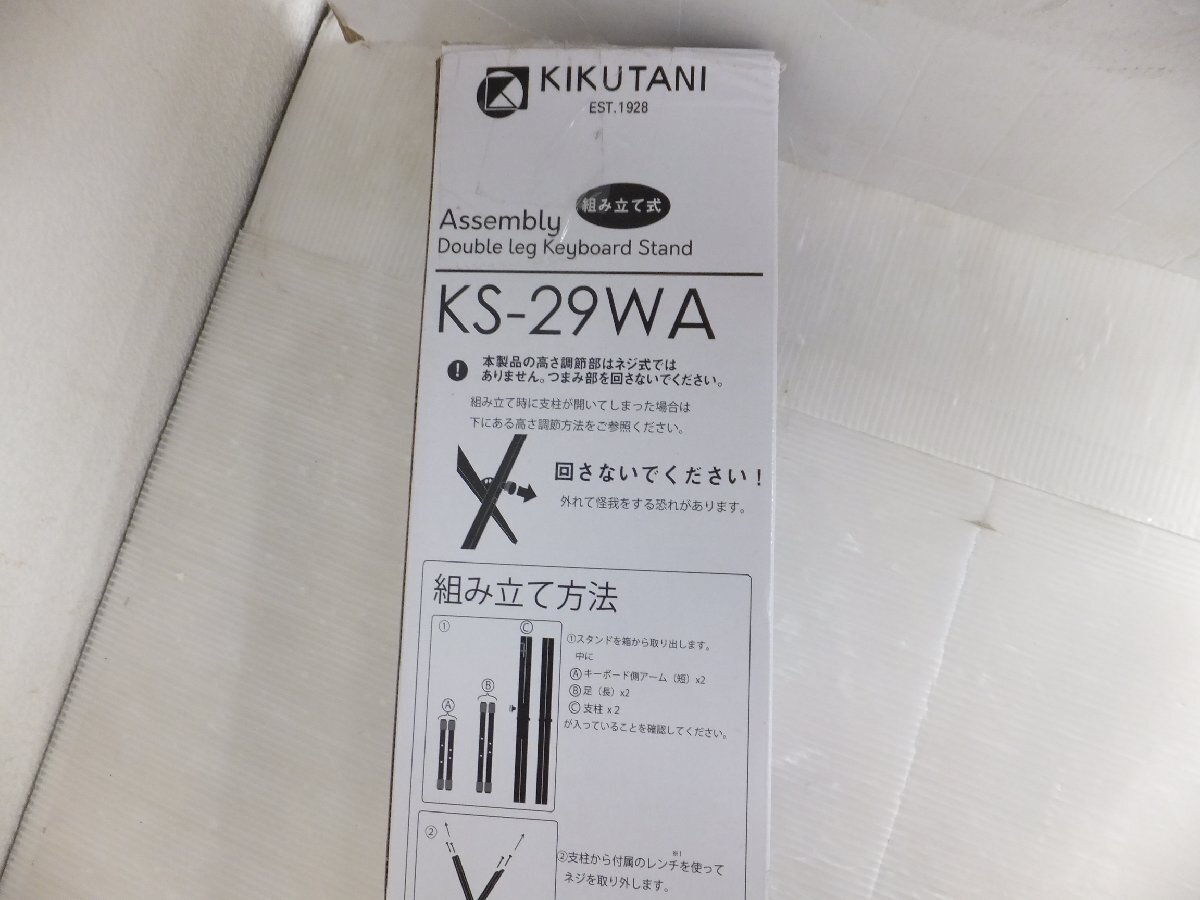 KIKUTANI
EST.1928
組み立て式
Assembly
Double leg Keyboard Stand
KS-29WA
! 本製品の高さ調節部はネジ式では
ありません。つまみ部を回さないでください。
組み立て時に支柱が開いてしまった場合は
下にある高さ調節方法をご参照ください。
回さないでください！
外れて怪我をする恐れがあります。
組み立て方法
①
Ⓒ
Ⓑ
Ⓐ
①スタンドを箱から取り出します。
中に
Ⓐキーボード側アーム（短）x2
Ⓑ足（長）x2
Ⓒ支柱 x 2
が入っていることを確認してください。
②
※1
②支柱から付属のレンチを使って
ネジを取り外します。